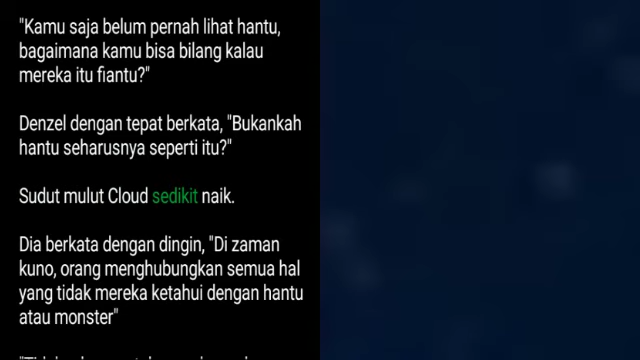 "Kamu saja belum pernah lihat hantu,
bagaimana kamu bisa bilang kalau
mereka itu fiantu?"
Denzel dengan tepat berkata, "Bukankah
hantu seharusnya seperti itu?"
Sudut mulut Cloud sedikit naik.
Dia berkata dengan dingin, "Di zaman
kuno, orang menghubungkan semua hal
yang tidak mereka ketahui dengan hantu
atau monster"